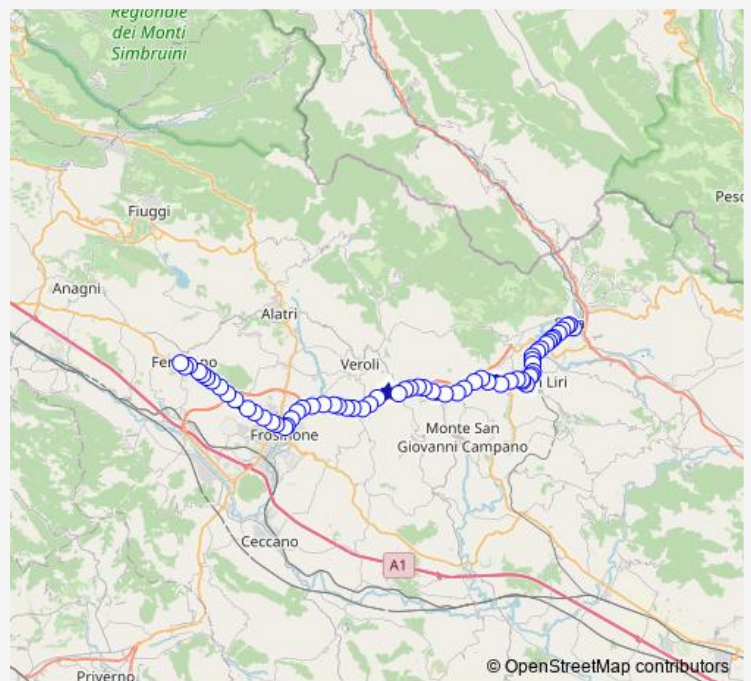 Regionale
dei Monti
Simbruini
Fiuggi
Anagni
Alatri
Veroli
Liri
Frosinone
Monte San
Giovanni Campano
Ceccano
A1
Priverno
© OpenStreetMap contributors